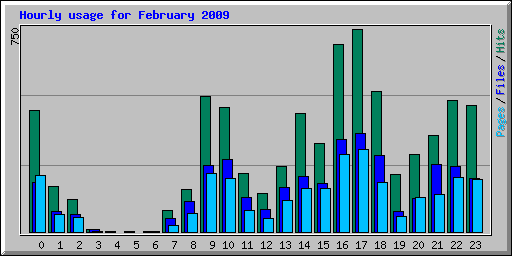 Hourly usage for February 2009
750
Pages/Files/Hits
0 1 2 3 4 5 6 7 8 9 10 11 12 13 14 15 16 17 18 19 20 21 22 23